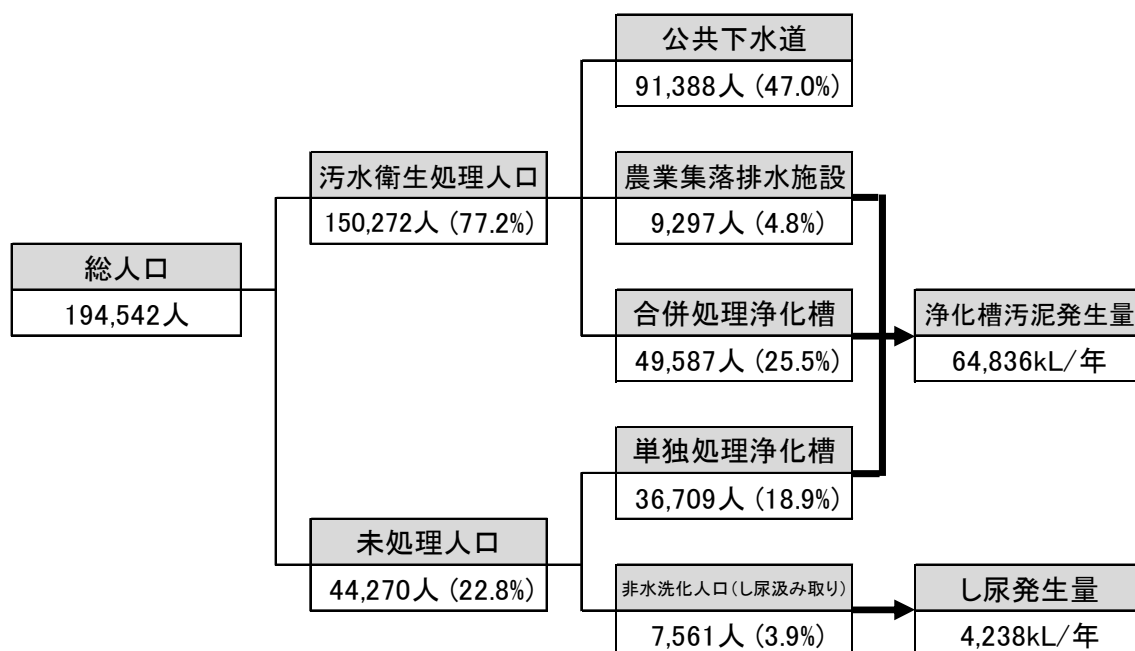 公共下水道
91,388人 (47.0%)
汚水衛生処理人口
150,272人 (77.2%)
農業集落排水施設
9,297人 (4.8%)
総人口
194,542人
合併処理浄化槽
49,587人 (25.5%)
浄化槽汚泥発生量
64,836kL/年
単独処理浄化槽
36,709人 (18.9%)
未処理人口
44,270人 (22.8%)
非水洗化人口(し尿汲み取り)
7,561人 (3.9%)
し尿発生量
4,238kL/年